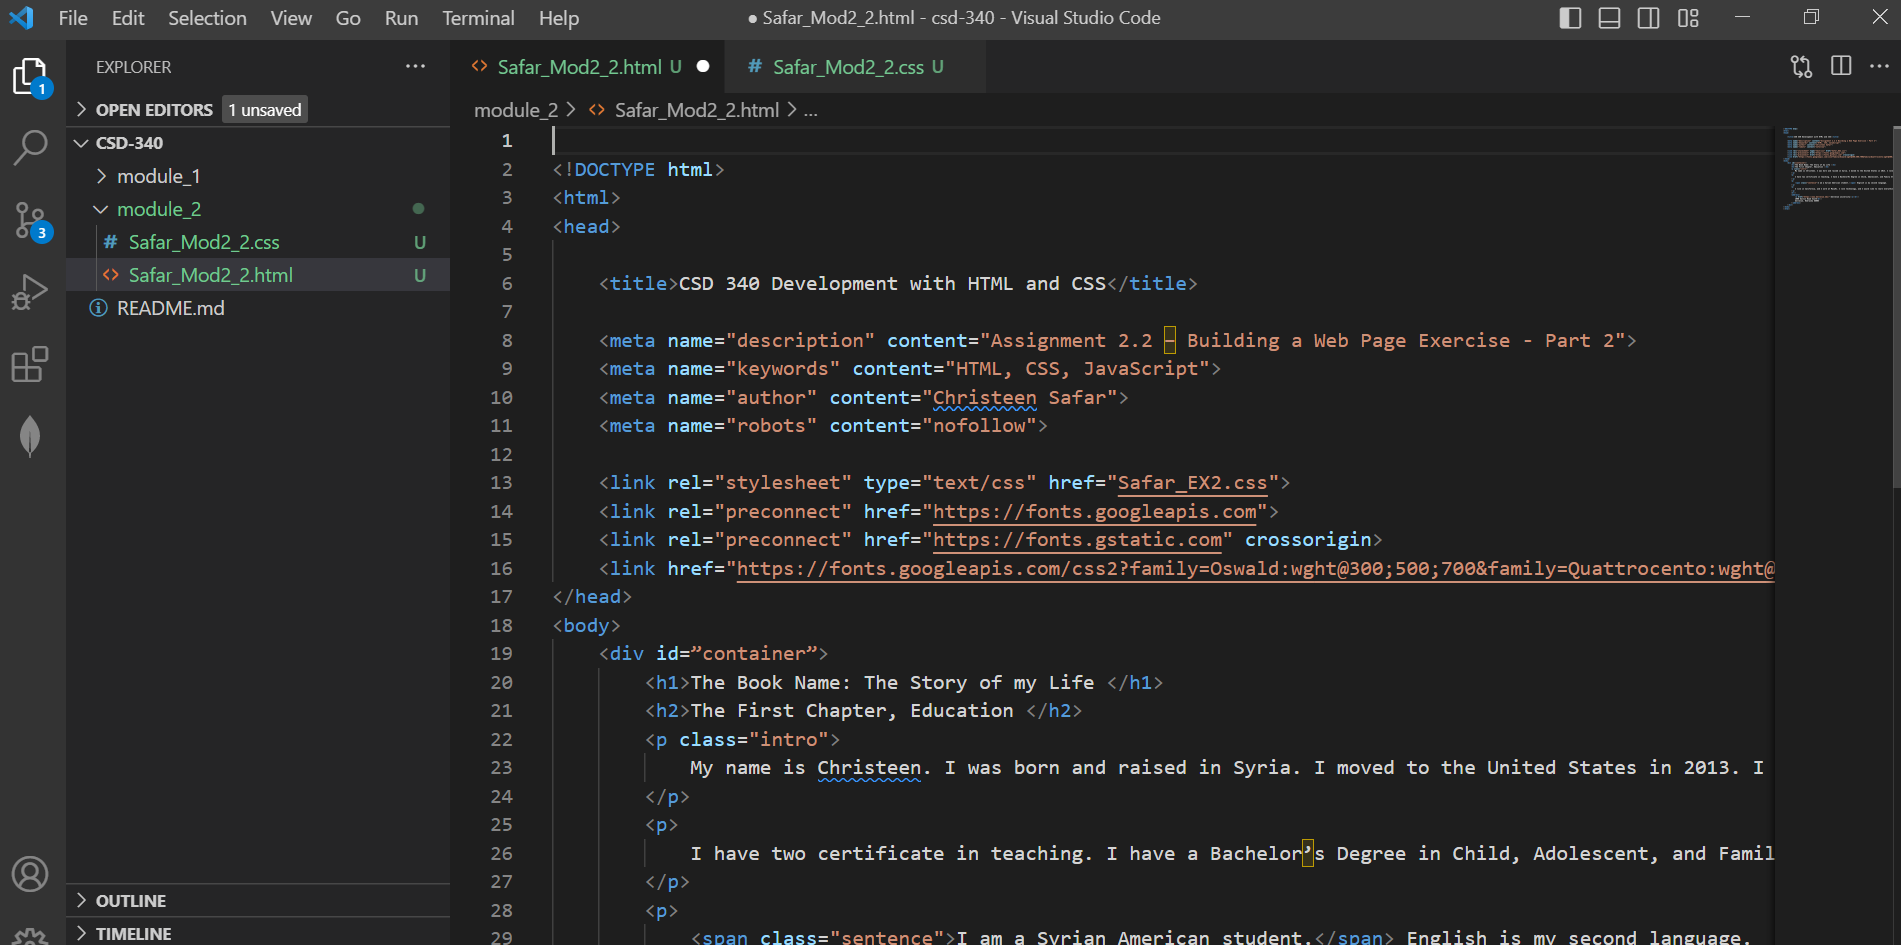 File Edit Selection View Go Run Terminal Help
● Safar_Mod2_2.html - csd-340 - Visual Studio Code
EXPLORER
Safar_Mod2_2.html U
# Safar_Mod2_2.css U
1
OPEN EDITORS 1 unsaved
module_2 > Safar_Mod2_2.html > ...
CSD-340
module_1
module_2
# Safar_Mod2_2.css U
Safar_Mod2_2.html U
README.md
3
OUTLINE
TIMELINE
1
2 <!DOCTYPE html>
3 <html>
4 <head>
5
6 <title>CSD 340 Development with HTML and CSS</title>
7
8 <meta name="description" content="Assignment 2.2 – Building a Web Page Exercise - Part 2">
9 <meta name="keywords" content="HTML, CSS, JavaScript">
10 <meta name="author" content="Christeen Safar">
11 <meta name="robots" content="nofollow">
12
13 <link rel="stylesheet" type="text/css" href="Safar_EX2.css">
14 <link rel="preconnect" href="https://fonts.googleapis.com">
15 <link rel="preconnect" href="https://fonts.gstatic.com" crossorigin>
16 <link href="https://fonts.googleapis.com/css2?family=Oswald:wght@300;500;700&family=Quattrocento:wght@
17 </head>
18 <body>
19 <div id=”container”>
20 <h1>The Book Name: The Story of my Life </h1>
21 <h2>The First Chapter, Education </h2>
22 <p class="intro">
23 My name is Christeen. I was born and raised in Syria. I moved to the United States in 2013. I
24 </p>
25 <p>
26 I have two certificate in teaching. I have a Bachelor’s Degree in Child, Adolescent, and Famil
27 </p>
28 <p>
29 <span class="sentence">I am a Syrian American student.</span> English is my second language.